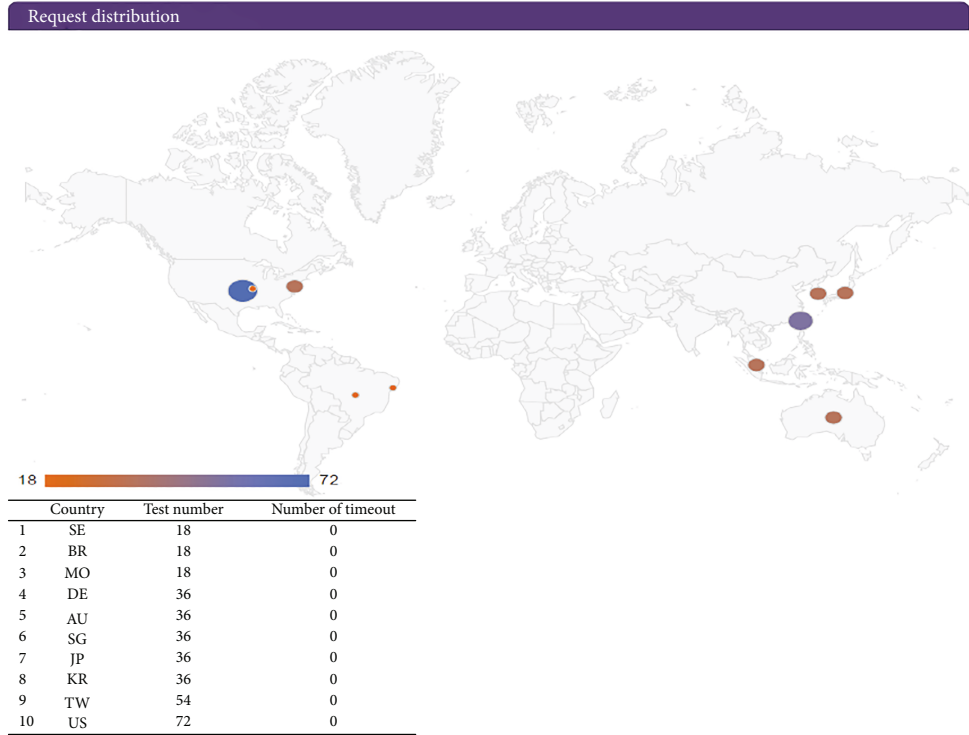 Request distribution
18 72
Country Test number Number of timeout
1 SE 18 0
2 BR 18 0
3 MO 18 0
4 DE 36 0
5 AU 36 0
6 SG 36 0
7 JP 36 0
8 KR 36 0
9 TW 54 0
10 US 72 0